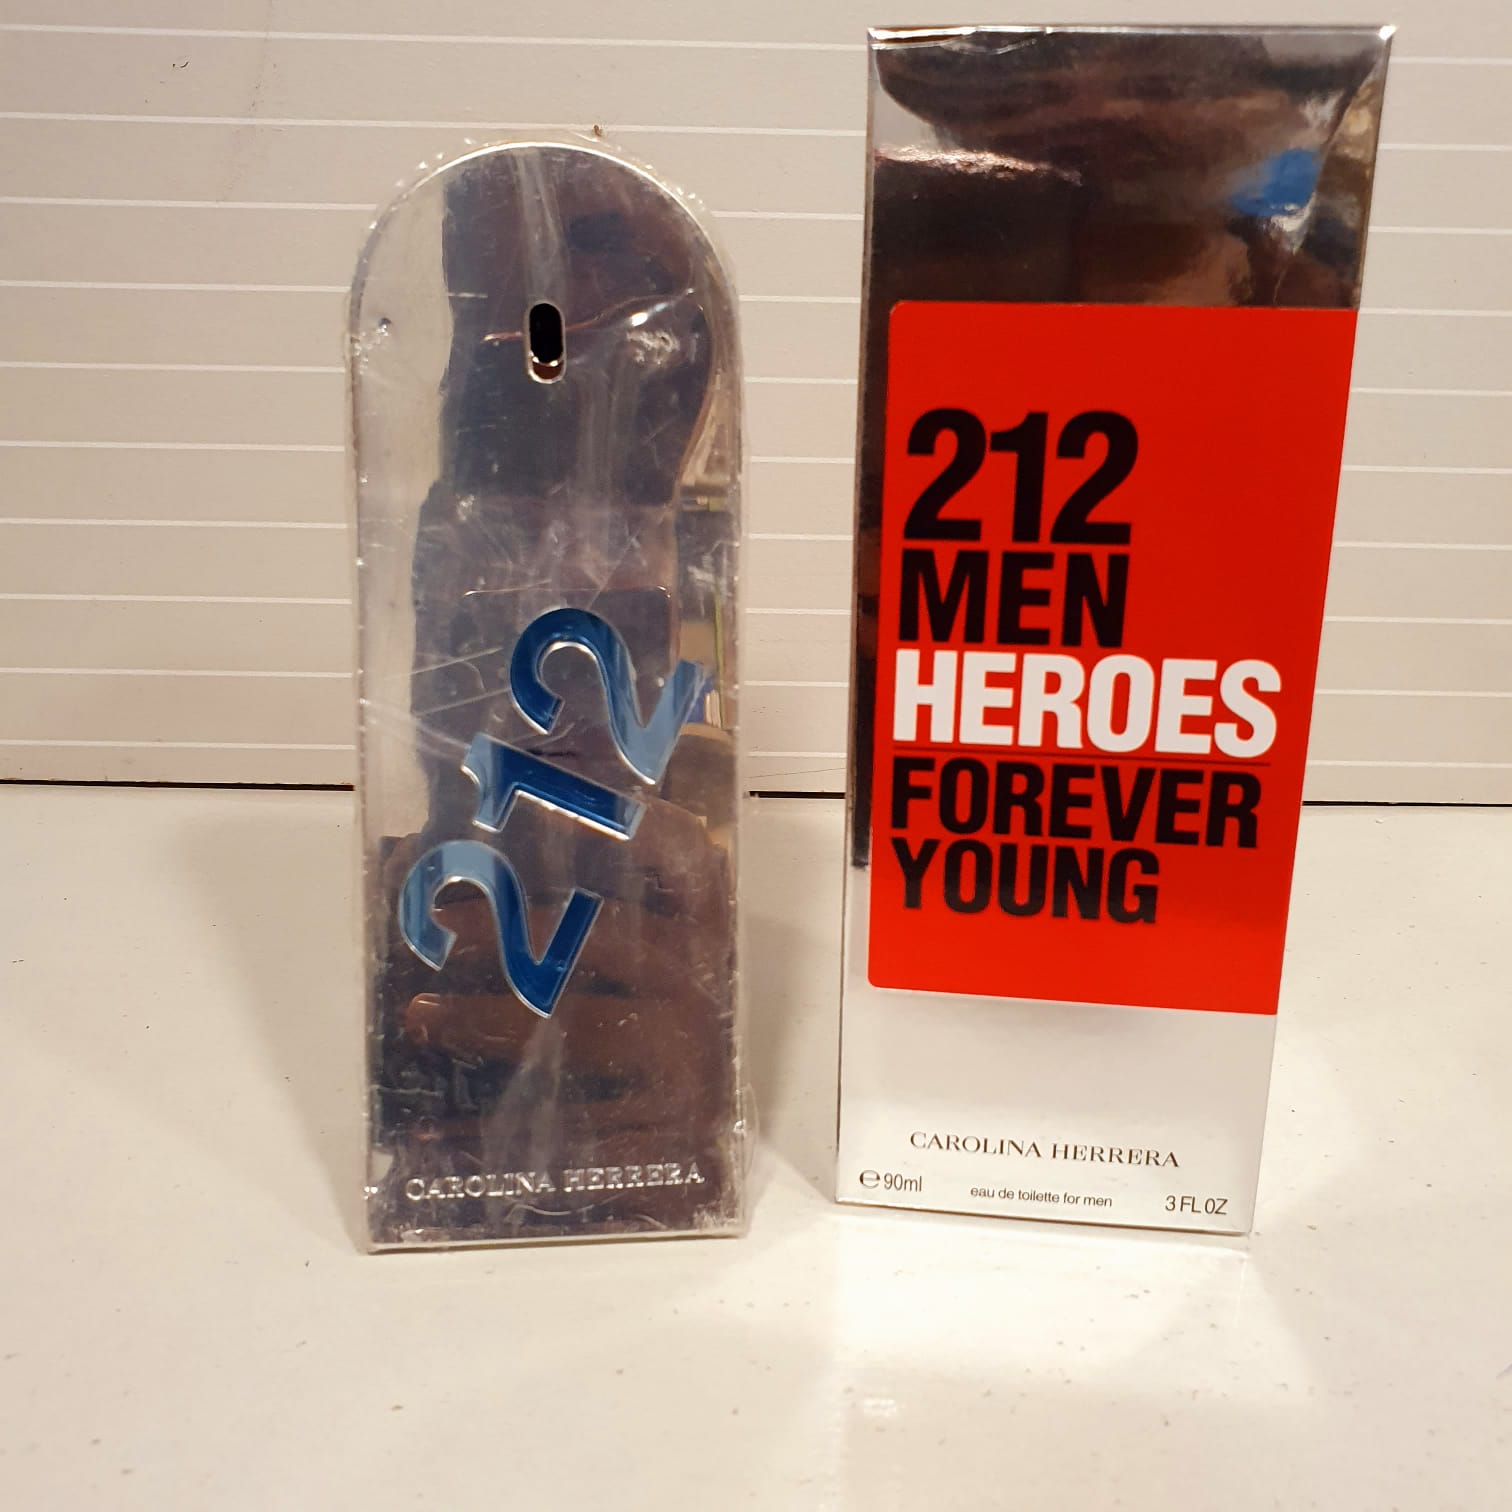 212
CAROLINA HERRERA
212
MEN
HEROES
FOREVER
YOUNG
CAROLINA HERRERA
℮ 90ml eau de toilette for men 3 FL OZ